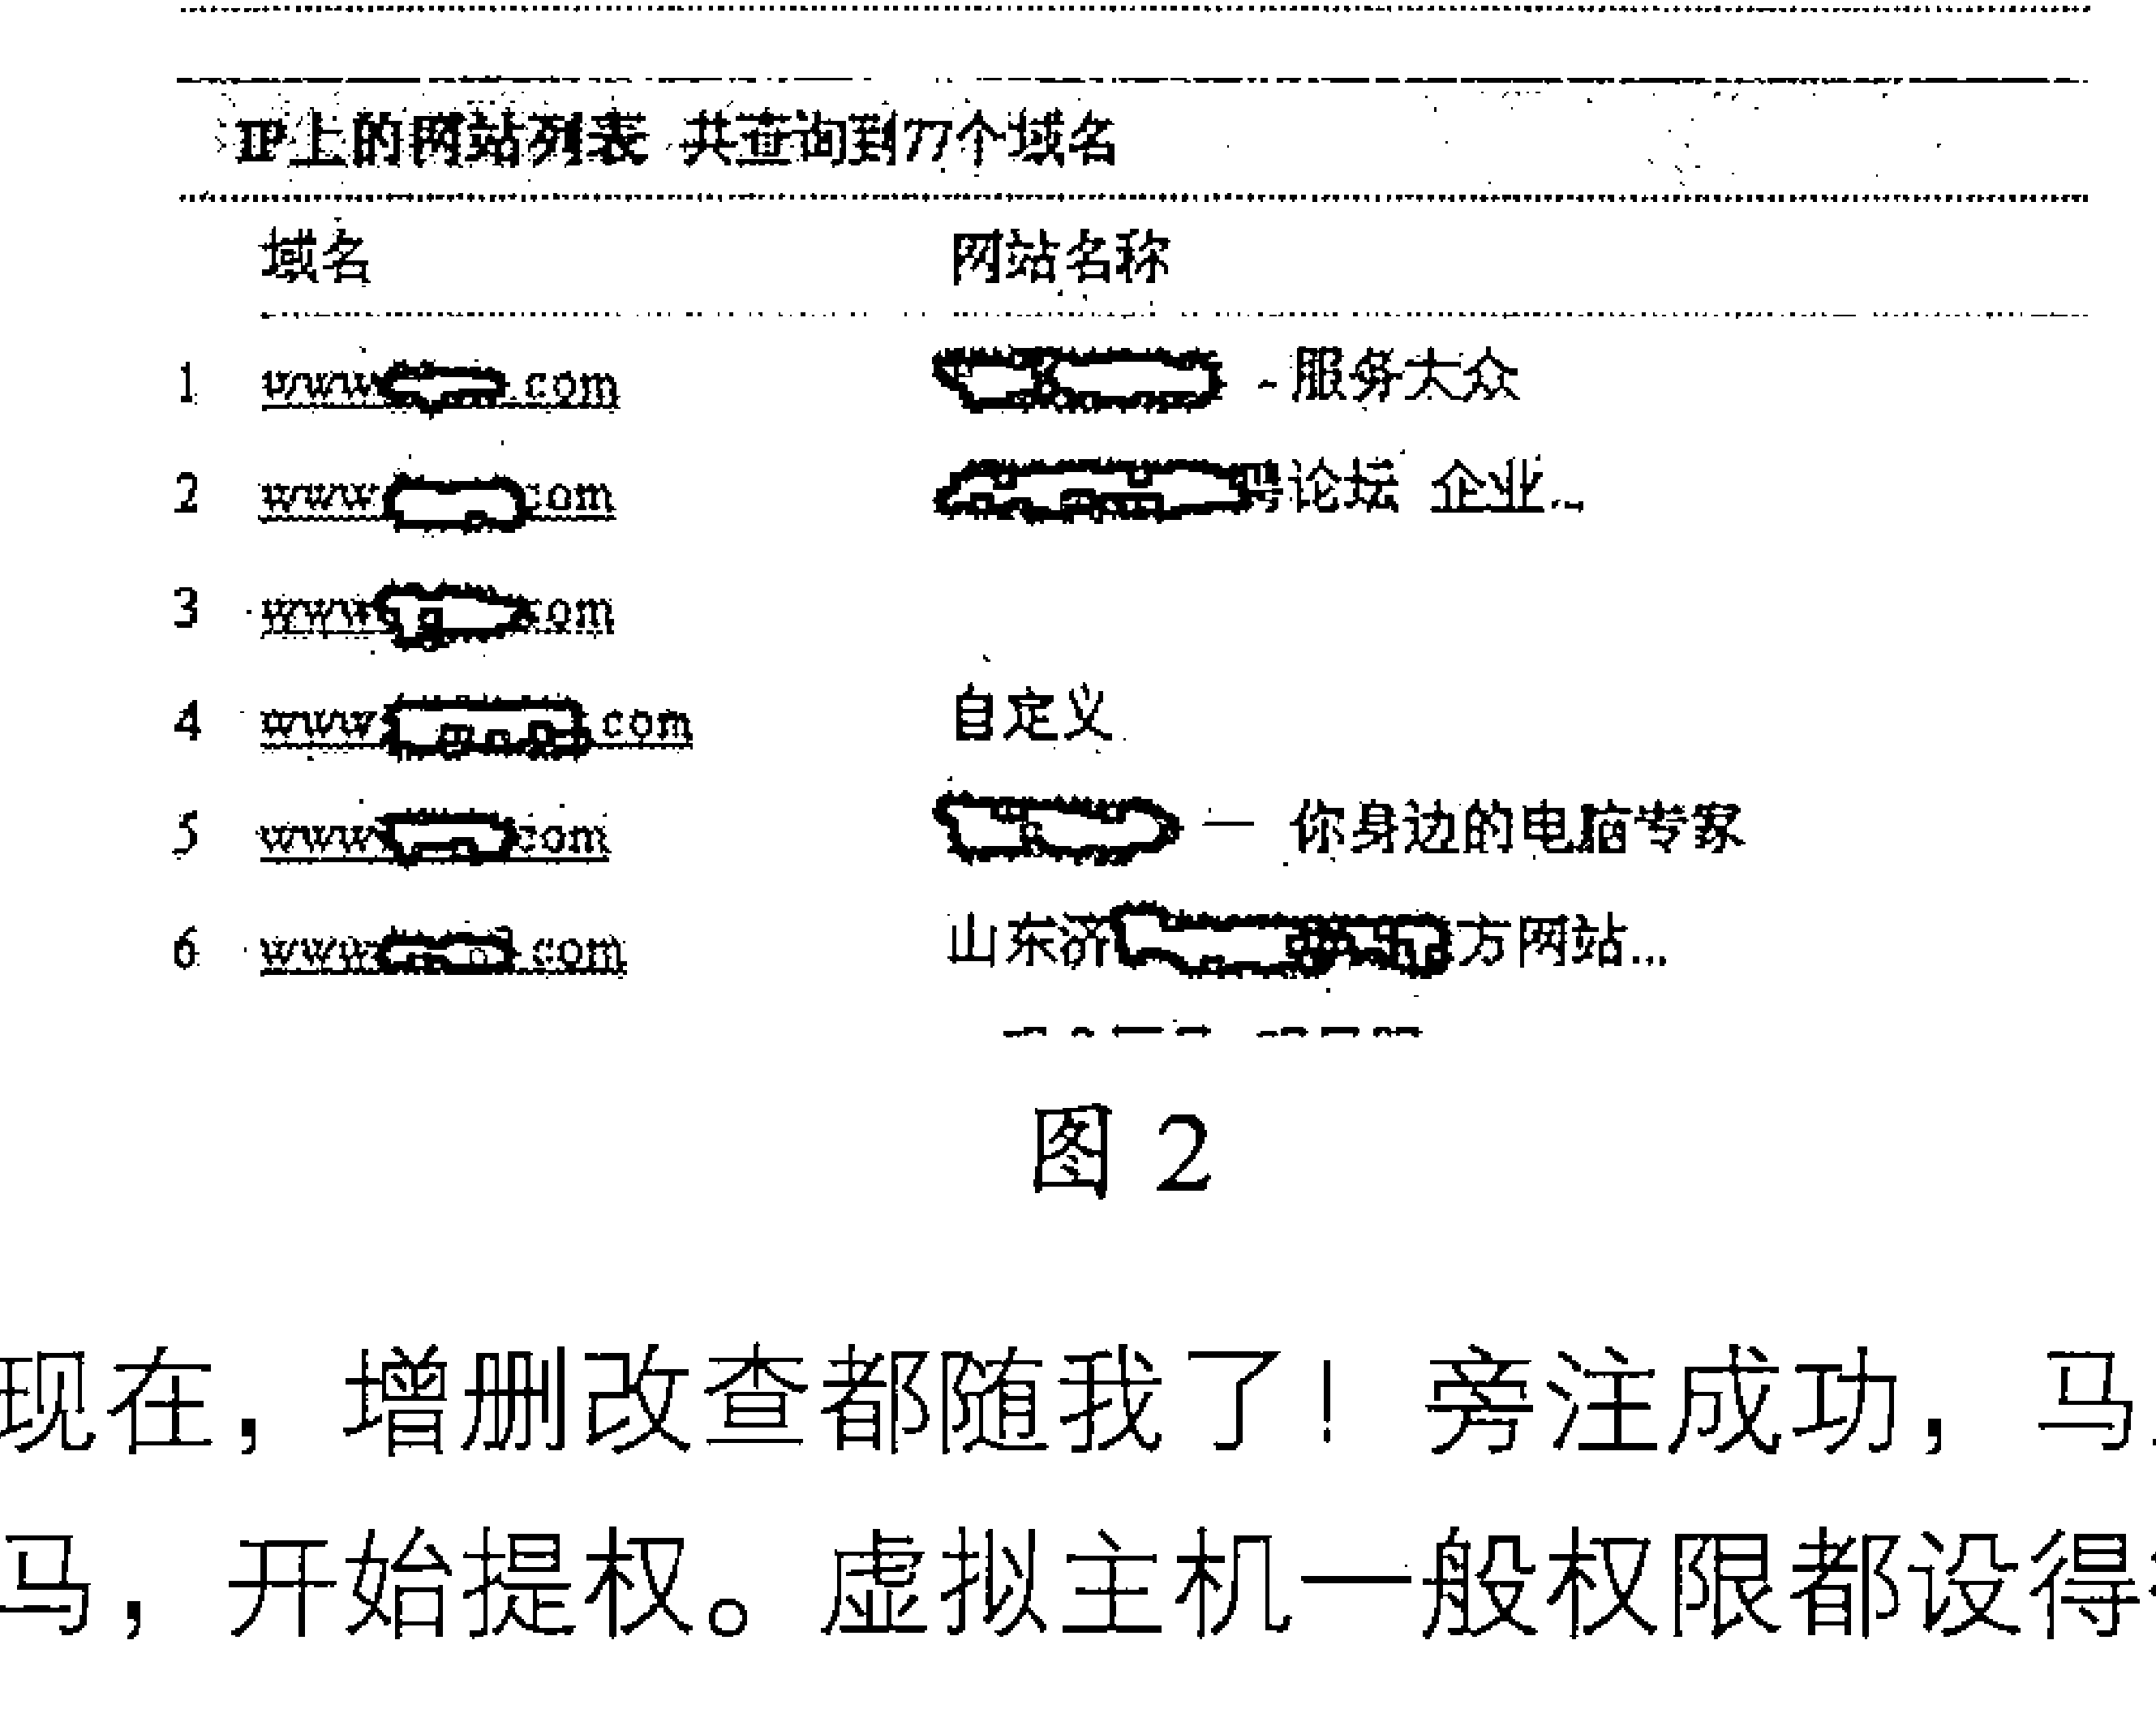 IP上的网站列表 共查询到77个域名
域名 网站名称
1 www .com - 服务大众
2 www com 论坛 企业...
3 www com
4 www .com 自定义
5 www com — 你身边的电脑专家
6 www .com 山东济 方网站...
图 2
现在，增删改查都随我了！旁注成功，马
马，开始提权。虚拟主机一般权限都设得